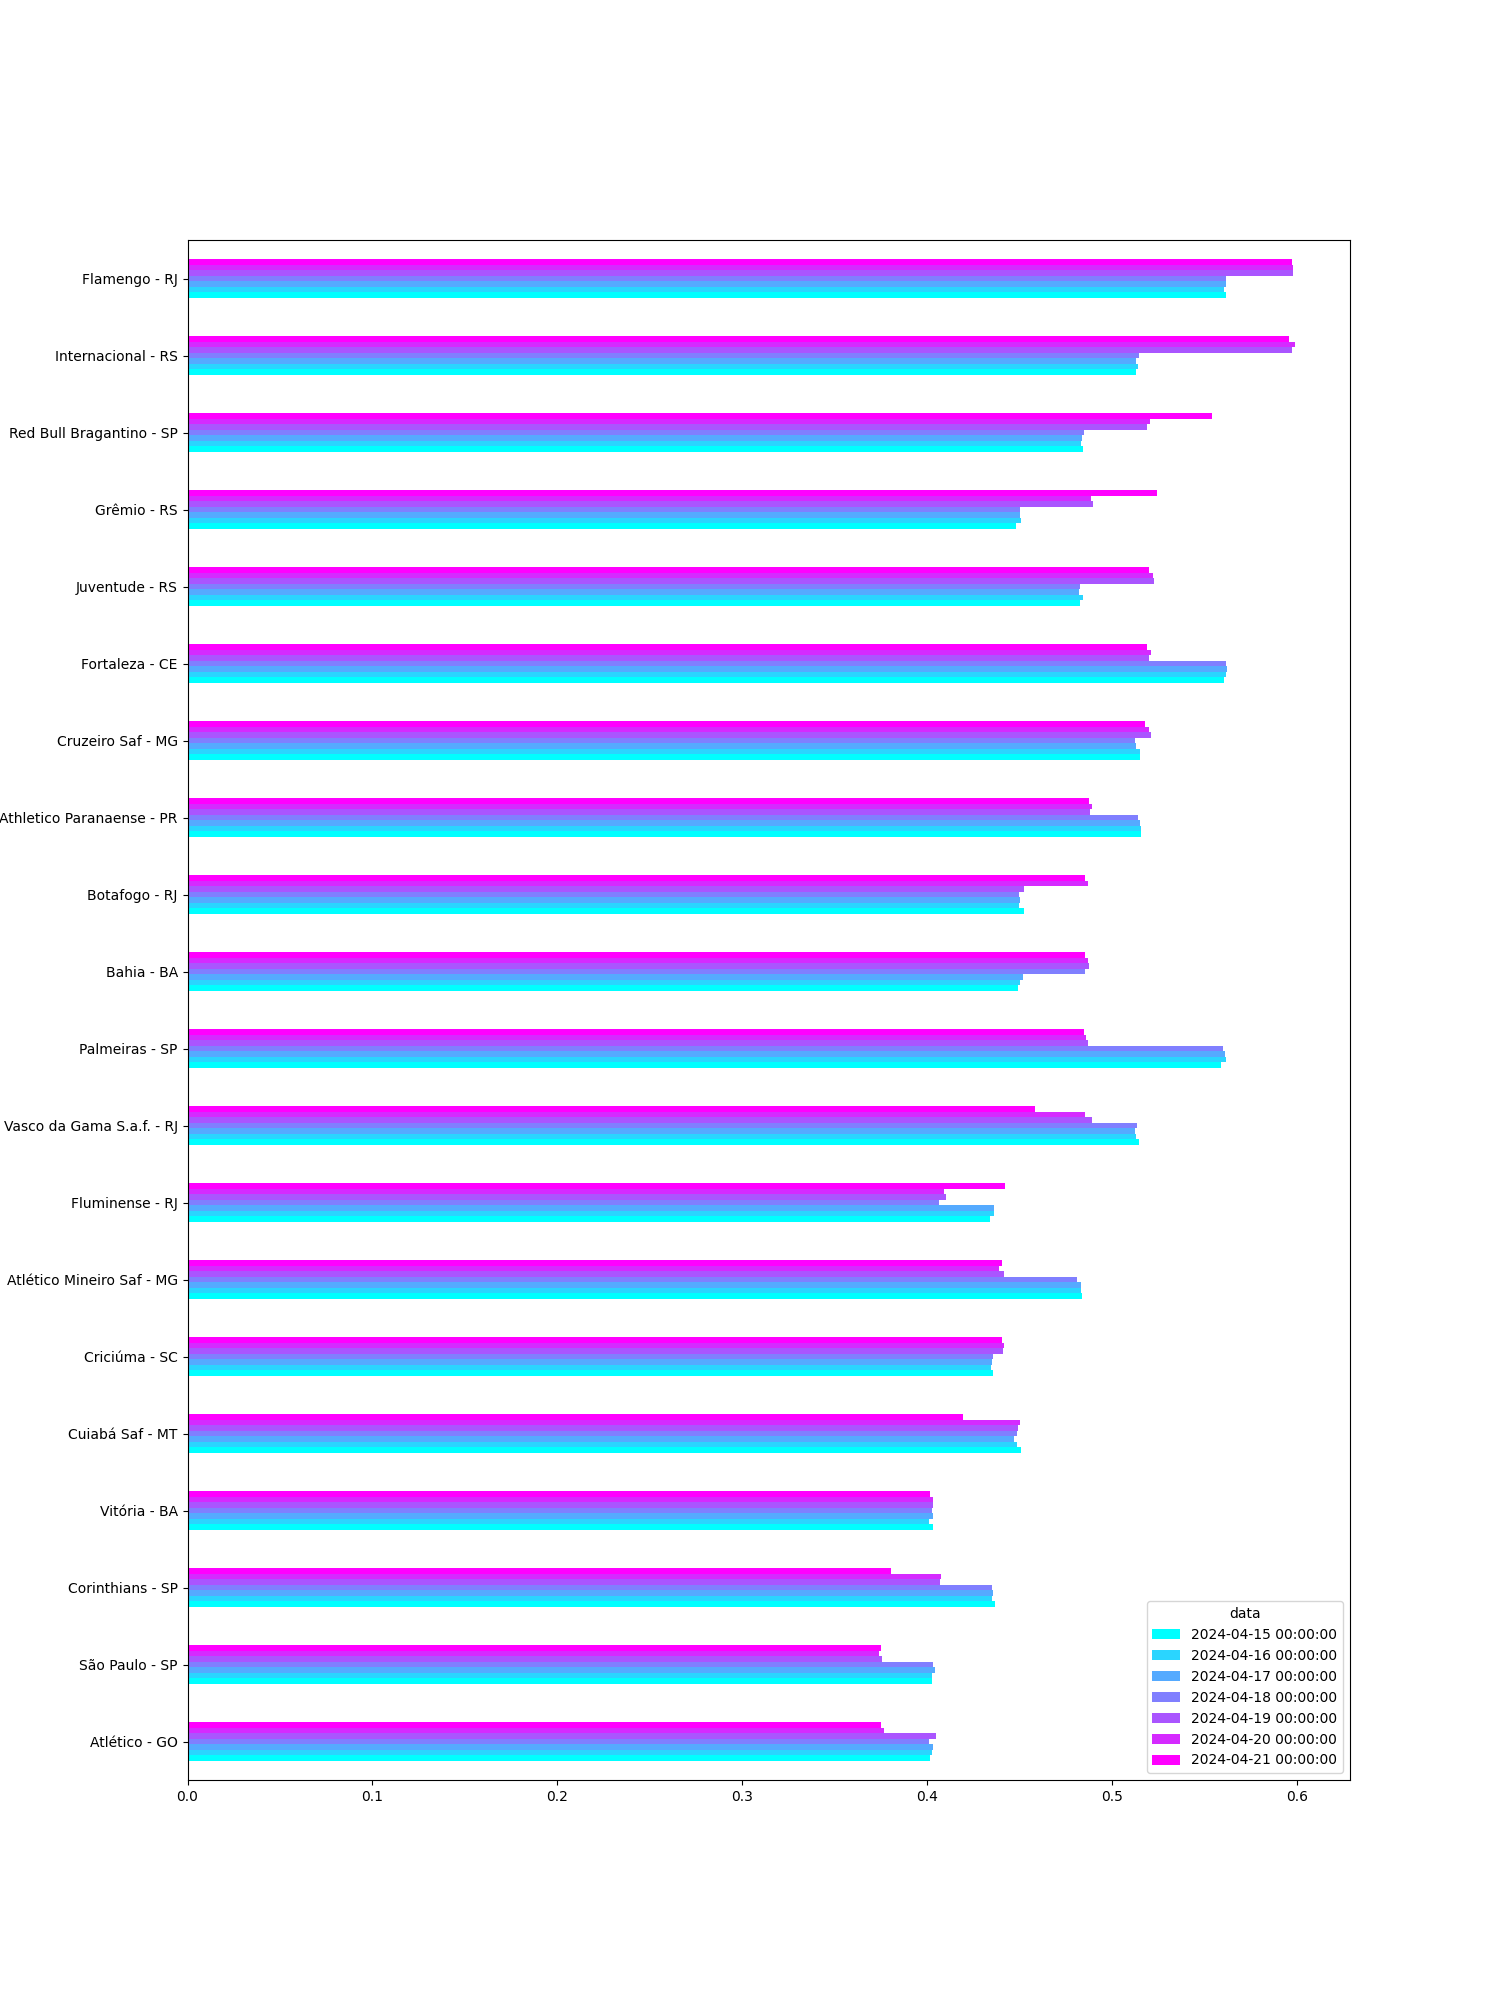 Flamengo - RJ
Internacional - RS
Red Bull Bragantino - SP
Grêmio - RS
Juventude - RS
Fortaleza - CE
Cruzeiro Saf - MG
Athletico Paranaense - PR
Botafogo - RJ
Bahia - BA
Palmeiras - SP
Vasco da Gama S.a.f. - RJ
Fluminense - RJ
Atlético Mineiro Saf - MG
Criciúma - SC
Cuiabá Saf - MT
Vitória - BA
Corinthians - SP
São Paulo - SP
Atlético - GO
data
2024-04-15 00:00:00
2024-04-16 00:00:00
2024-04-17 00:00:00
2024-04-18 00:00:00
2024-04-19 00:00:00
2024-04-20 00:00:00
2024-04-21 00:00:00
0.0 0.1 0.2 0.3 0.4 0.5 0.6